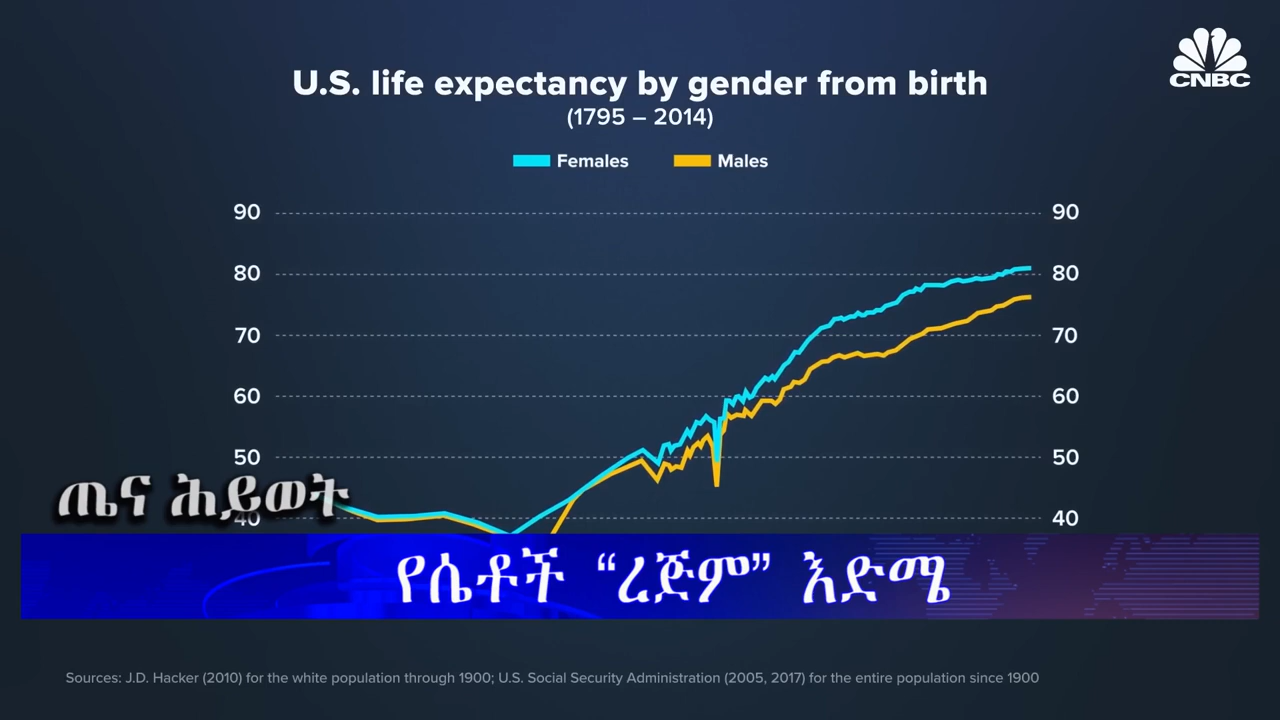 CNBC
U.S. life expectancy by gender from birth
(1795 – 2014)
Females Males
90 90
80 80
70 70
60 60
50 50
ጤና ሕይወት
40 40
የሴቶች “ረጅም” እድሜ
Sources: J.D. Hacker (2010) for the white population through 1900; U.S. Social Security Administration (2005, 2017) for the entire population since 1900